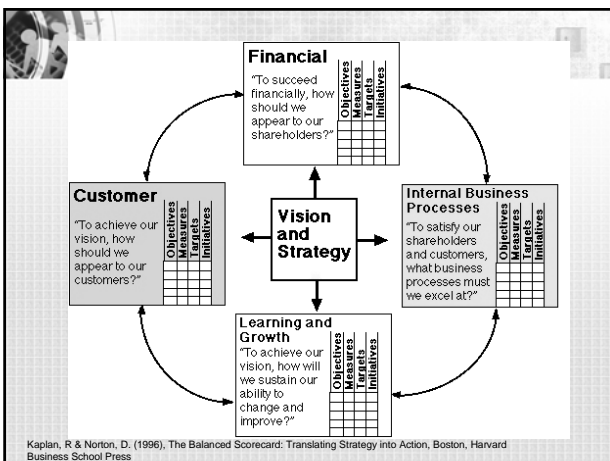 Financial
“To succeed
financially, how
should we
appear to our
shareholders?”
Objectives
Measures
Targets
Initiatives
Customer
“To achieve our
vision, how
should we
appear to our
customers?”
Objectives
Measures
Targets
Initiatives
Vision
and
Strategy
Internal Business
Processes
“To satisfy our
shareholders
and customers,
what business
processes must
we excel at?”
Objectives
Measures
Targets
Initiatives
Learning and
Growth
“To achieve our
vision, how will
we sustain our
ability to
change and
improve?”
Objectives
Measures
Targets
Initiatives
Kaplan, R & Norton, D. (1996), The Balanced Scorecard: Translating Strategy into Action, Boston, Harvard
Business School Press